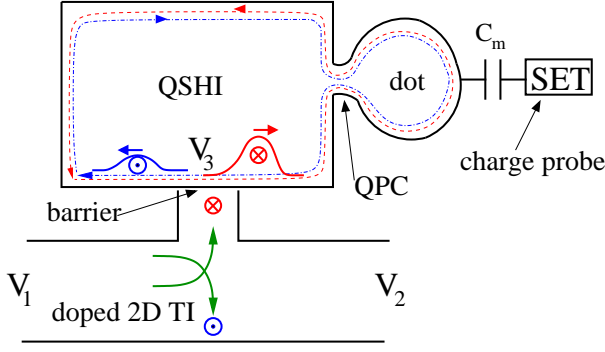 C_m
QSHI
dot
SET
V_3
charge probe
QPC
barrier
V_1
doped 2D TI
V_2